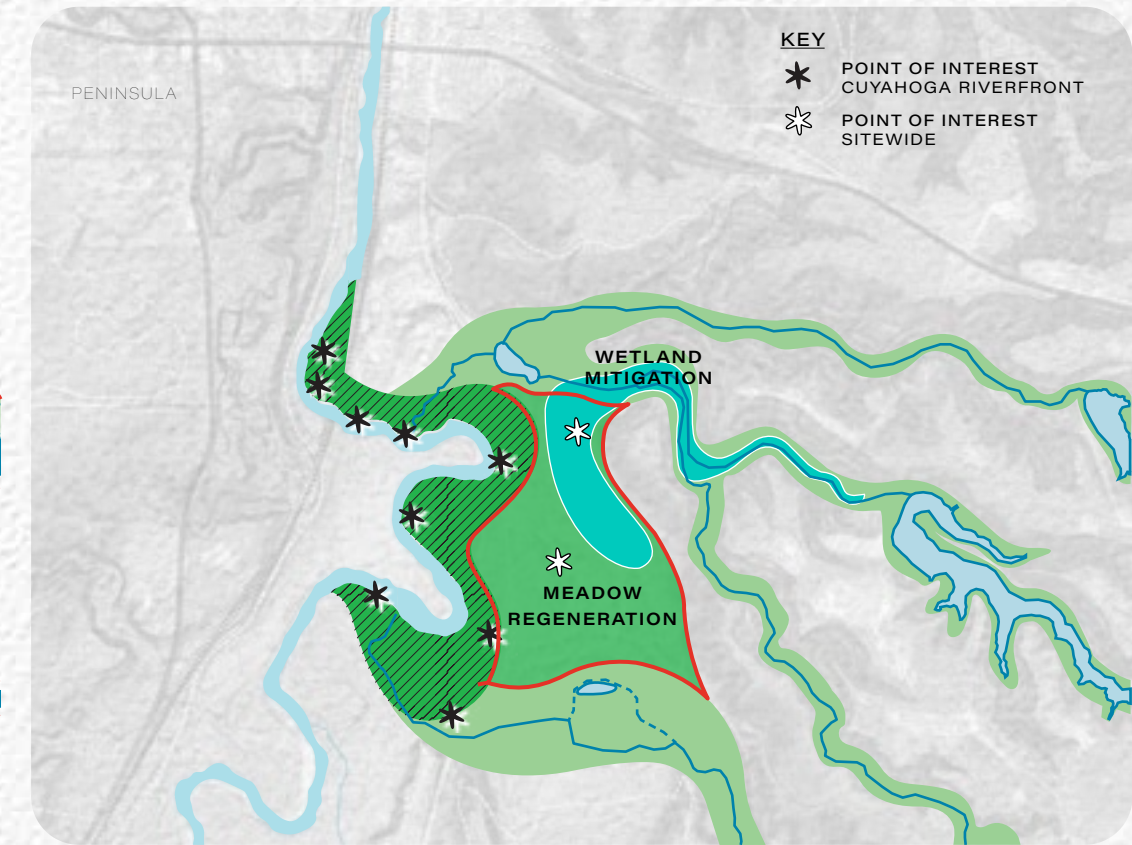 KEY
POINT OF INTEREST
CUYAHOGA RIVERFRONT
POINT OF INTEREST
SITEWIDE
PENINSULA
WETLAND
MITIGATION
MEADOW
REGENERATION